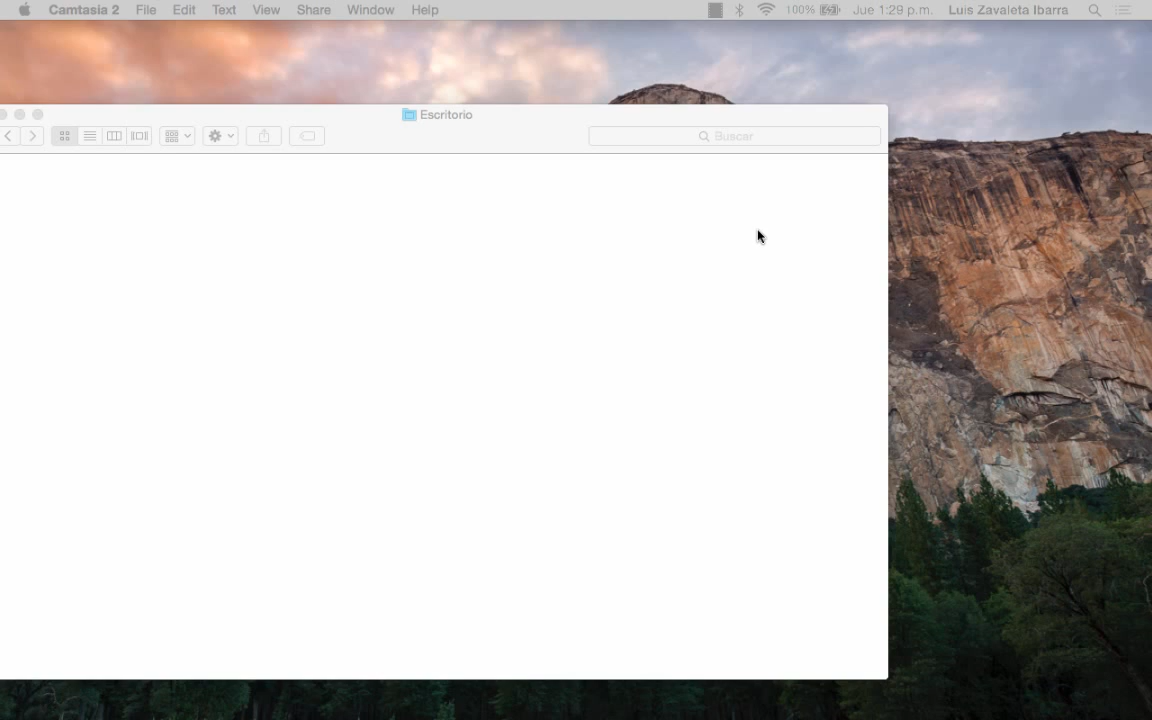 Camtasia 2 File Edit Text View Share Window Help 100% Jue 1:29 p.m. Luis Zavaleta Ibarra
Escritorio
Buscar